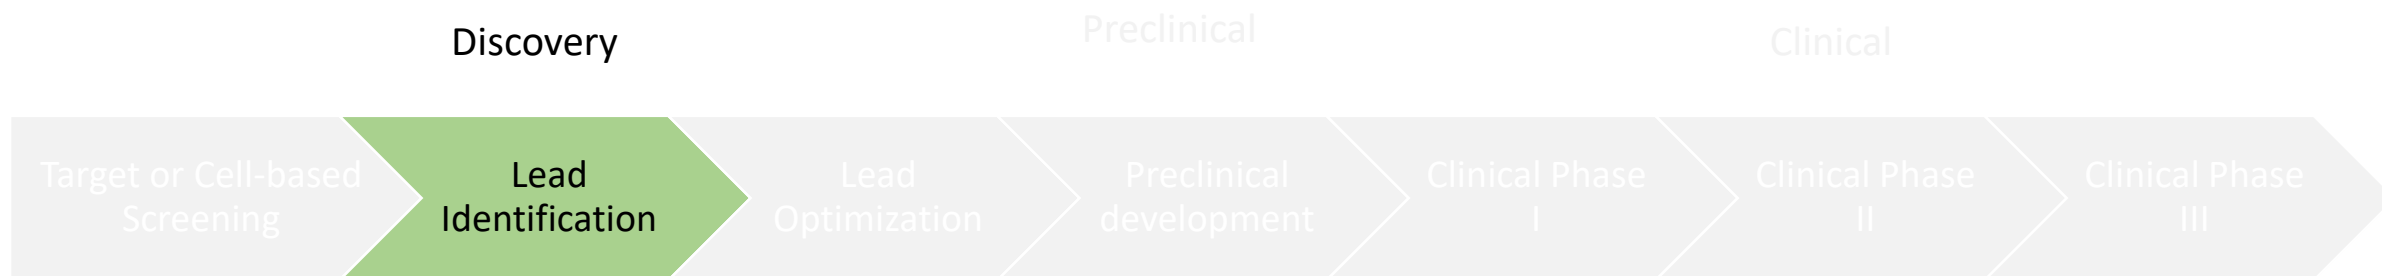 Discovery
Preclinical
Clinical
Target or Cell-based
Screening
Lead
Identification
Lead
Optimization
Preclinical
development
Clinical Phase
I
Clinical Phase
II
Clinical Phase
III